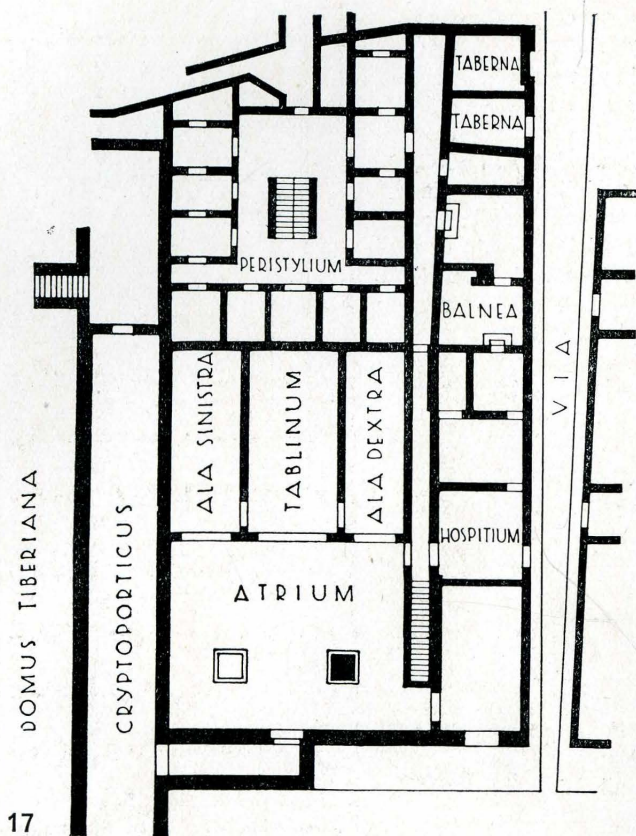 TABERNA
TABERNA
PERISTYLIUM
BALNEA
VIA
ALA SINISTRA
TABLINUM
ALA DEXTRA
HOSPITIUM
ATRIUM
DOMUS TIBERIANA
CRYPTOPORTICUS
17